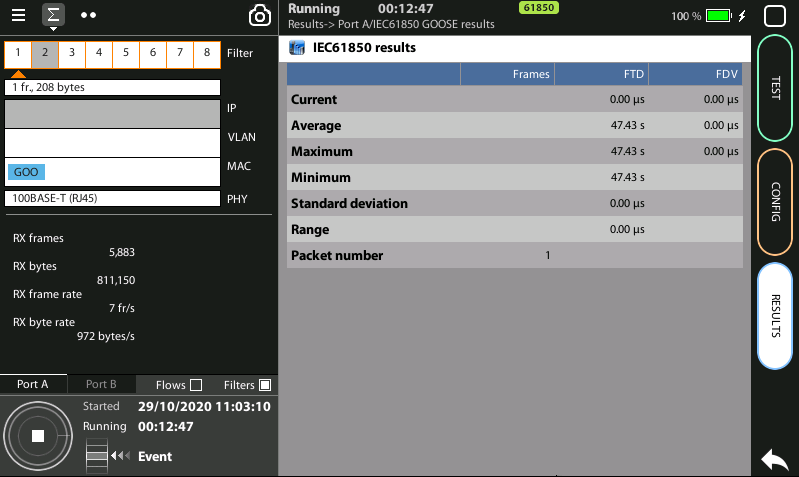 Running 00:12:47 61850 100 %
Results-> Port A/IEC61850 GOOSE results
1 2 3 4 5 6 7 8 Filter
1 fr., 208 bytes
IP
VLAN
GOO MAC
100BASE-T (RJ45) PHY
RX frames
5,883
RX bytes
811,150
RX frame rate
7 fr/s
RX byte rate
972 bytes/s
Port A Port B Flows Filters
Started 29/10/2020 11:03:10
Running 00:12:47
Event
IEC61850 results
Frames FTD FDV
Current 0.00 µs 0.00 µs
Average 47.43 s 0.00 µs
Maximum 47.43 s 0.00 µs
Minimum 47.43 s
Standard deviation 0.00 µs
Range 0.00 µs
Packet number 1
TEST
CONFIG
RESULTS